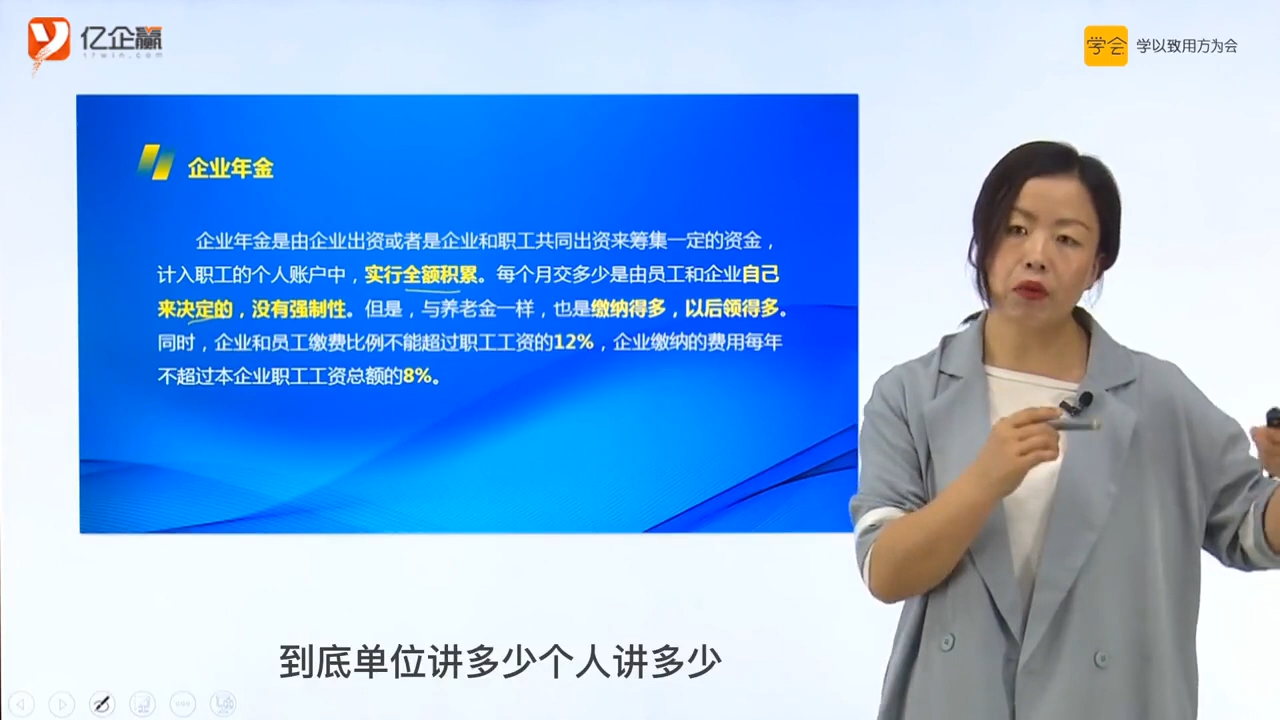 亿企赢
17win.com
学会 学以致用方为会
企业年金
企业年金是由企业出资或者是企业和职工共同出资来筹集一定的资金，
计入职工的个人账户中，实行全额积累。每个月交多少是由员工和企业自己
来决定的，没有强制性。但是，与养老金一样，也是缴纳得多，以后领得多。
同时，企业和员工缴费比例不能超过职工工资的12%，企业缴纳的费用每年
不超过本企业职工工资总额的8%。
到底单位讲多少个人讲多少